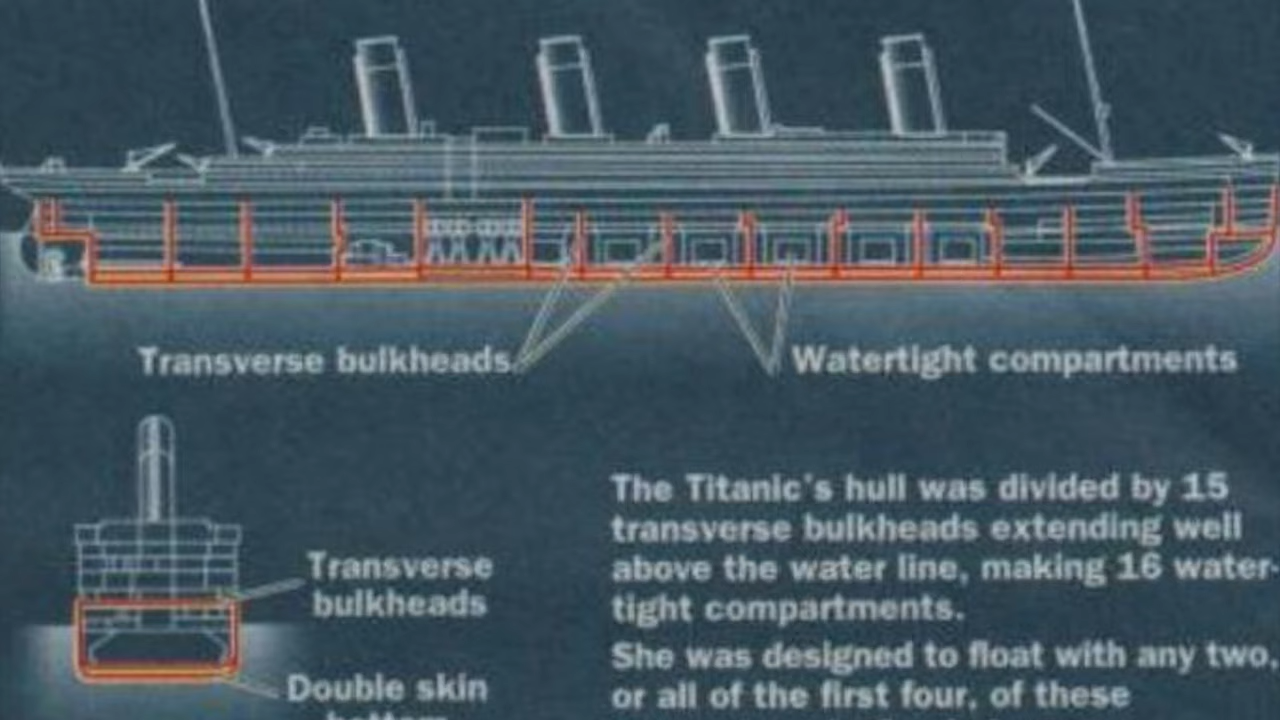 Transverse bulkheads
Watertight compartments
Transverse
bulkheads
Double skin
bottom
The Titanic's hull was divided by 15
transverse bulkheads extending well
above the water line, making 16 water-
tight compartments.
She was designed to float with any two,
or all of the first four, of these